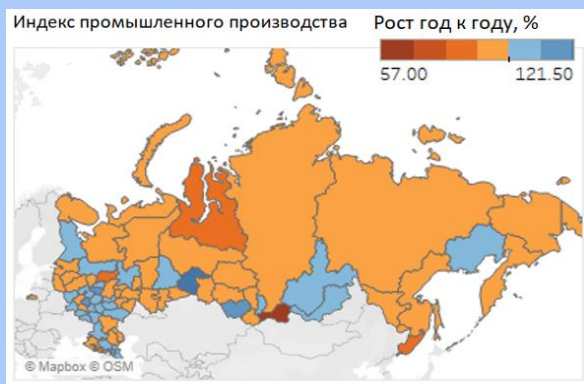 Индекс промышленного производства
Рост год к году, %
57.00
121.50
© Mapbox © OSM